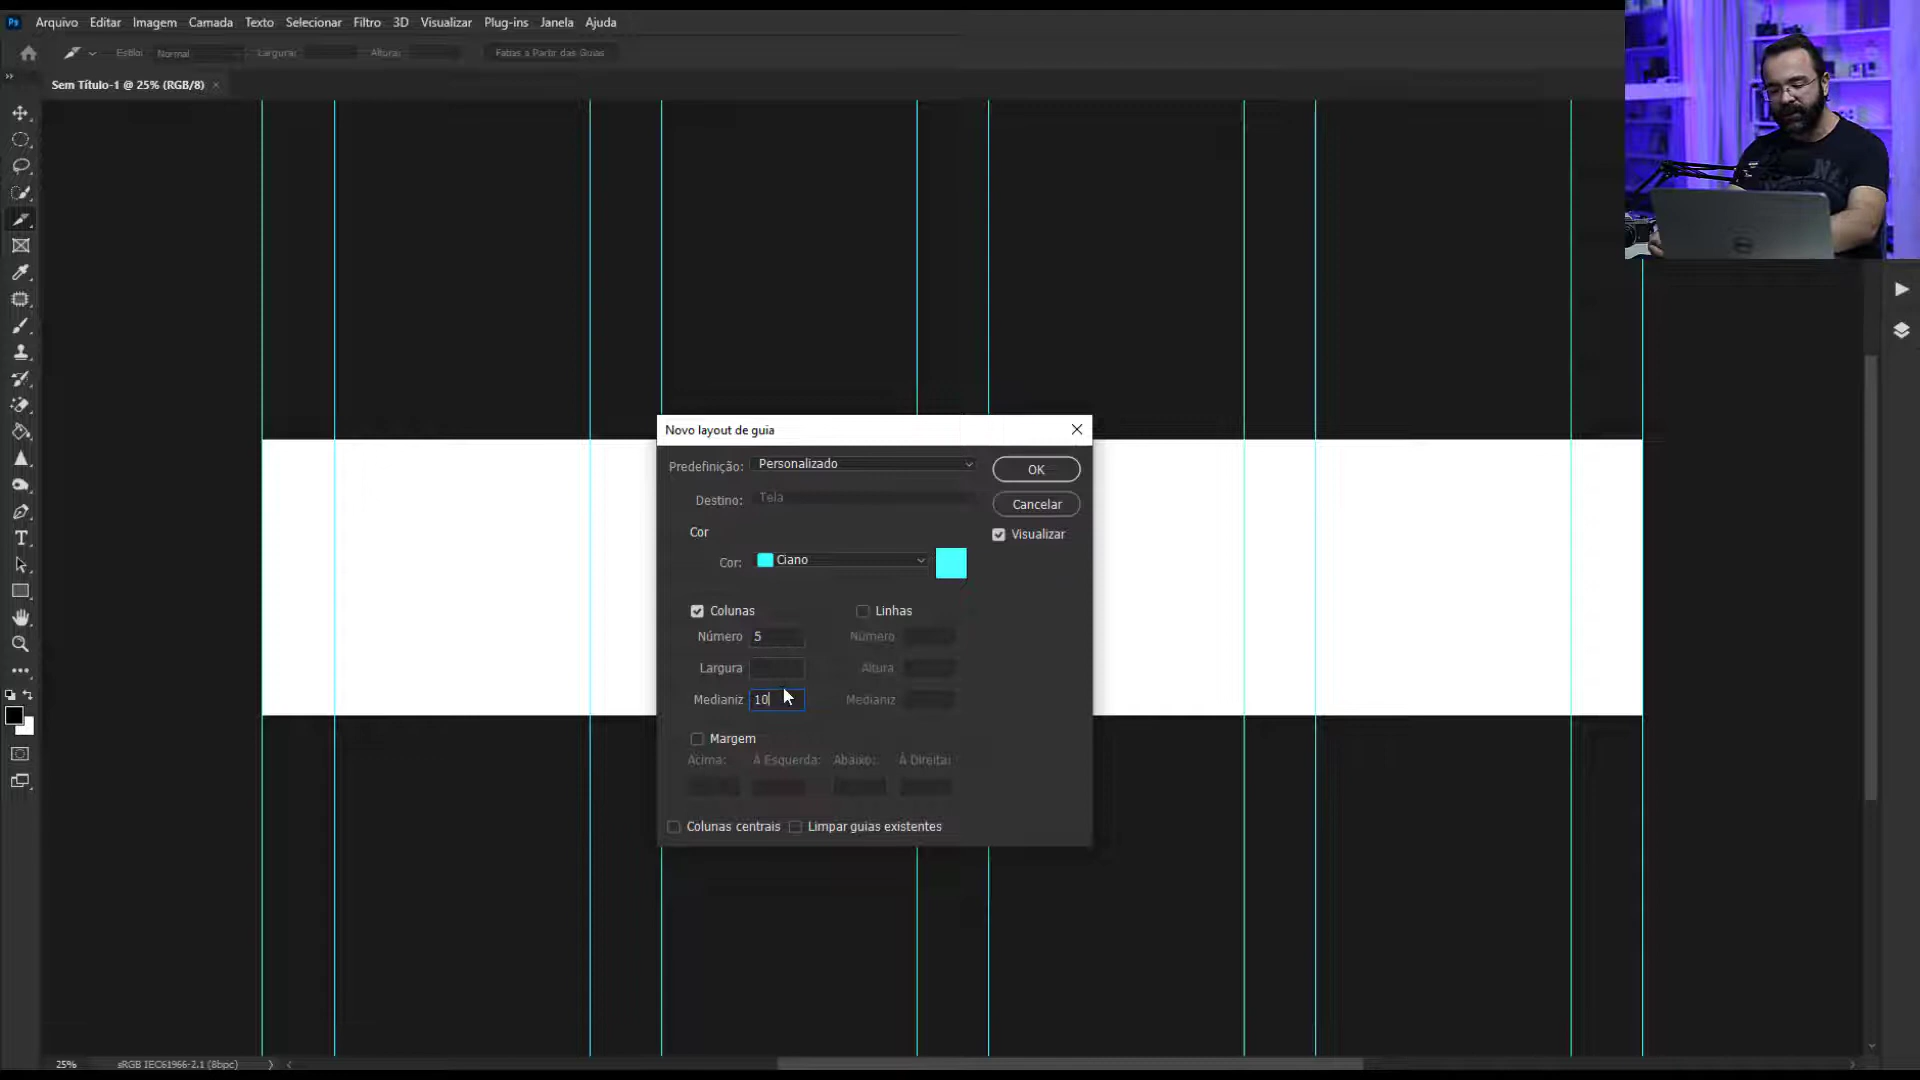 Ps Arquivo Editar Imagem Camada Texto Selecionar Filtro 3D Visualizar Plug-ins Janela Ajuda
Estilo: Normal Largura: Altura: Fatias a Partir das Guias
Sem Título-1 @ 25% (RGB/8) ×
Novo layout de guia
Predefinição: Personalizado
OK
Destino: Tela
Cancelar
Cor
Visualizar
Cor: Ciano
Colunas Linhas
Número 5 Número
Largura Altura
Medianiz 10 Medianiz
Margem
Acima: À Esquerda: Abaixo: À Direita:
Colunas centrais Limpar guias existentes
25% sRGB IEC61966-2.1 (8bpc)